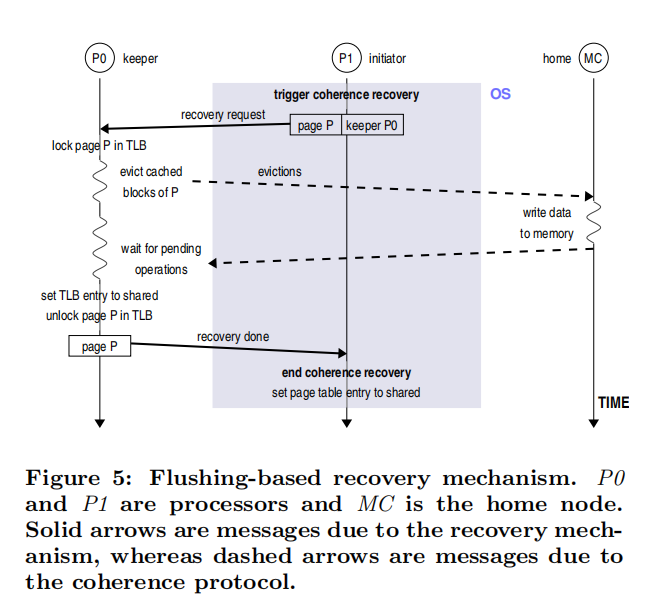 P0 keeper
P1 initiator
home MC
trigger coherence recovery
OS
recovery request
page P
keeper P0
lock page P in TLB
evict cached
blocks of P
evictions
write data
to memory
wait for pending
operations
set TLB entry to shared
unlock page P in TLB
page P
recovery done
end coherence recovery
set page table entry to shared
TIME
Figure 5: Flushing-based recovery mechanism. P0
and P1 are processors and MC is the home node.
Solid arrows are messages due to the recovery mech-
anism, whereas dashed arrows are messages due to
the coherence protocol.